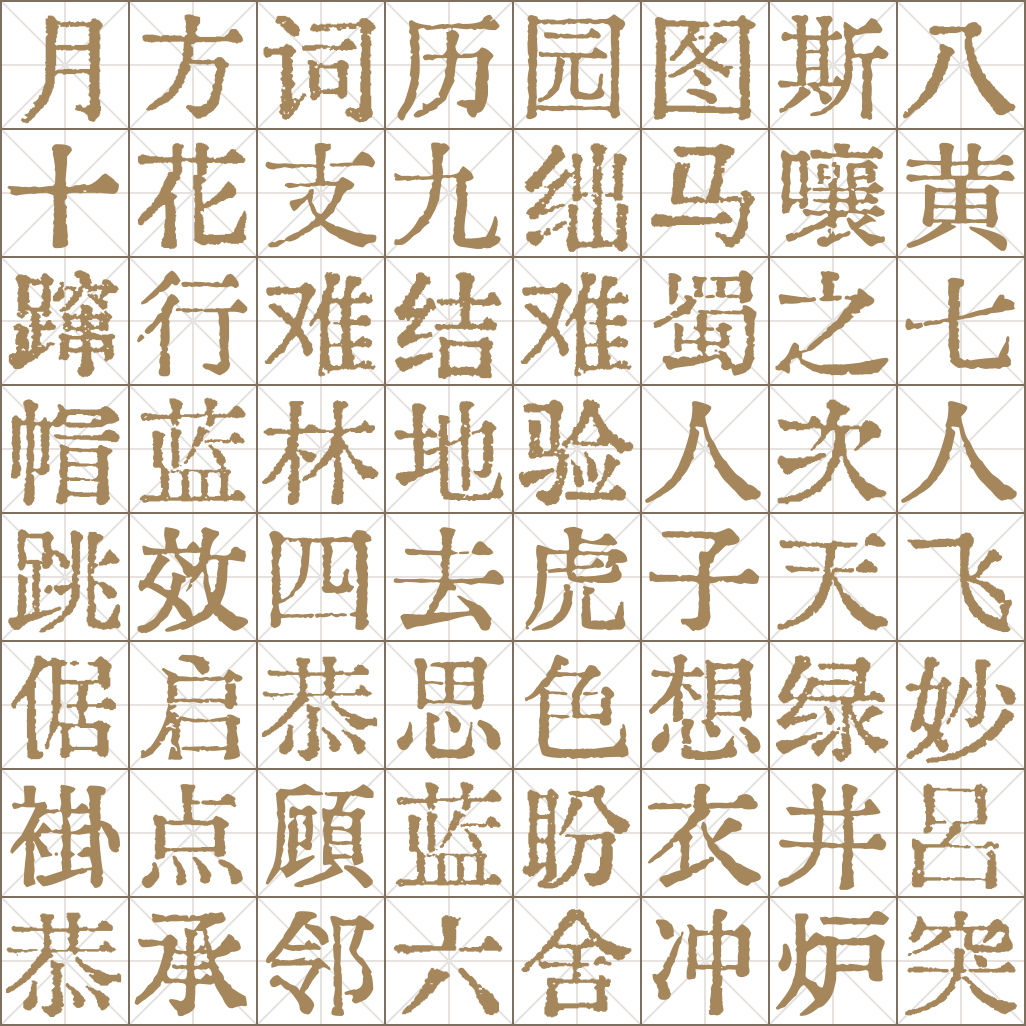 月方词历园图斯八
十花支九绌马嚷黄
蹿行难结难蜀之七
帽蓝林地验人次人
跳效四去虎子天飞
倨启恭思色想绿妙
褂点顾蓝盼衣井吕
恭承邻六舍冲炉突